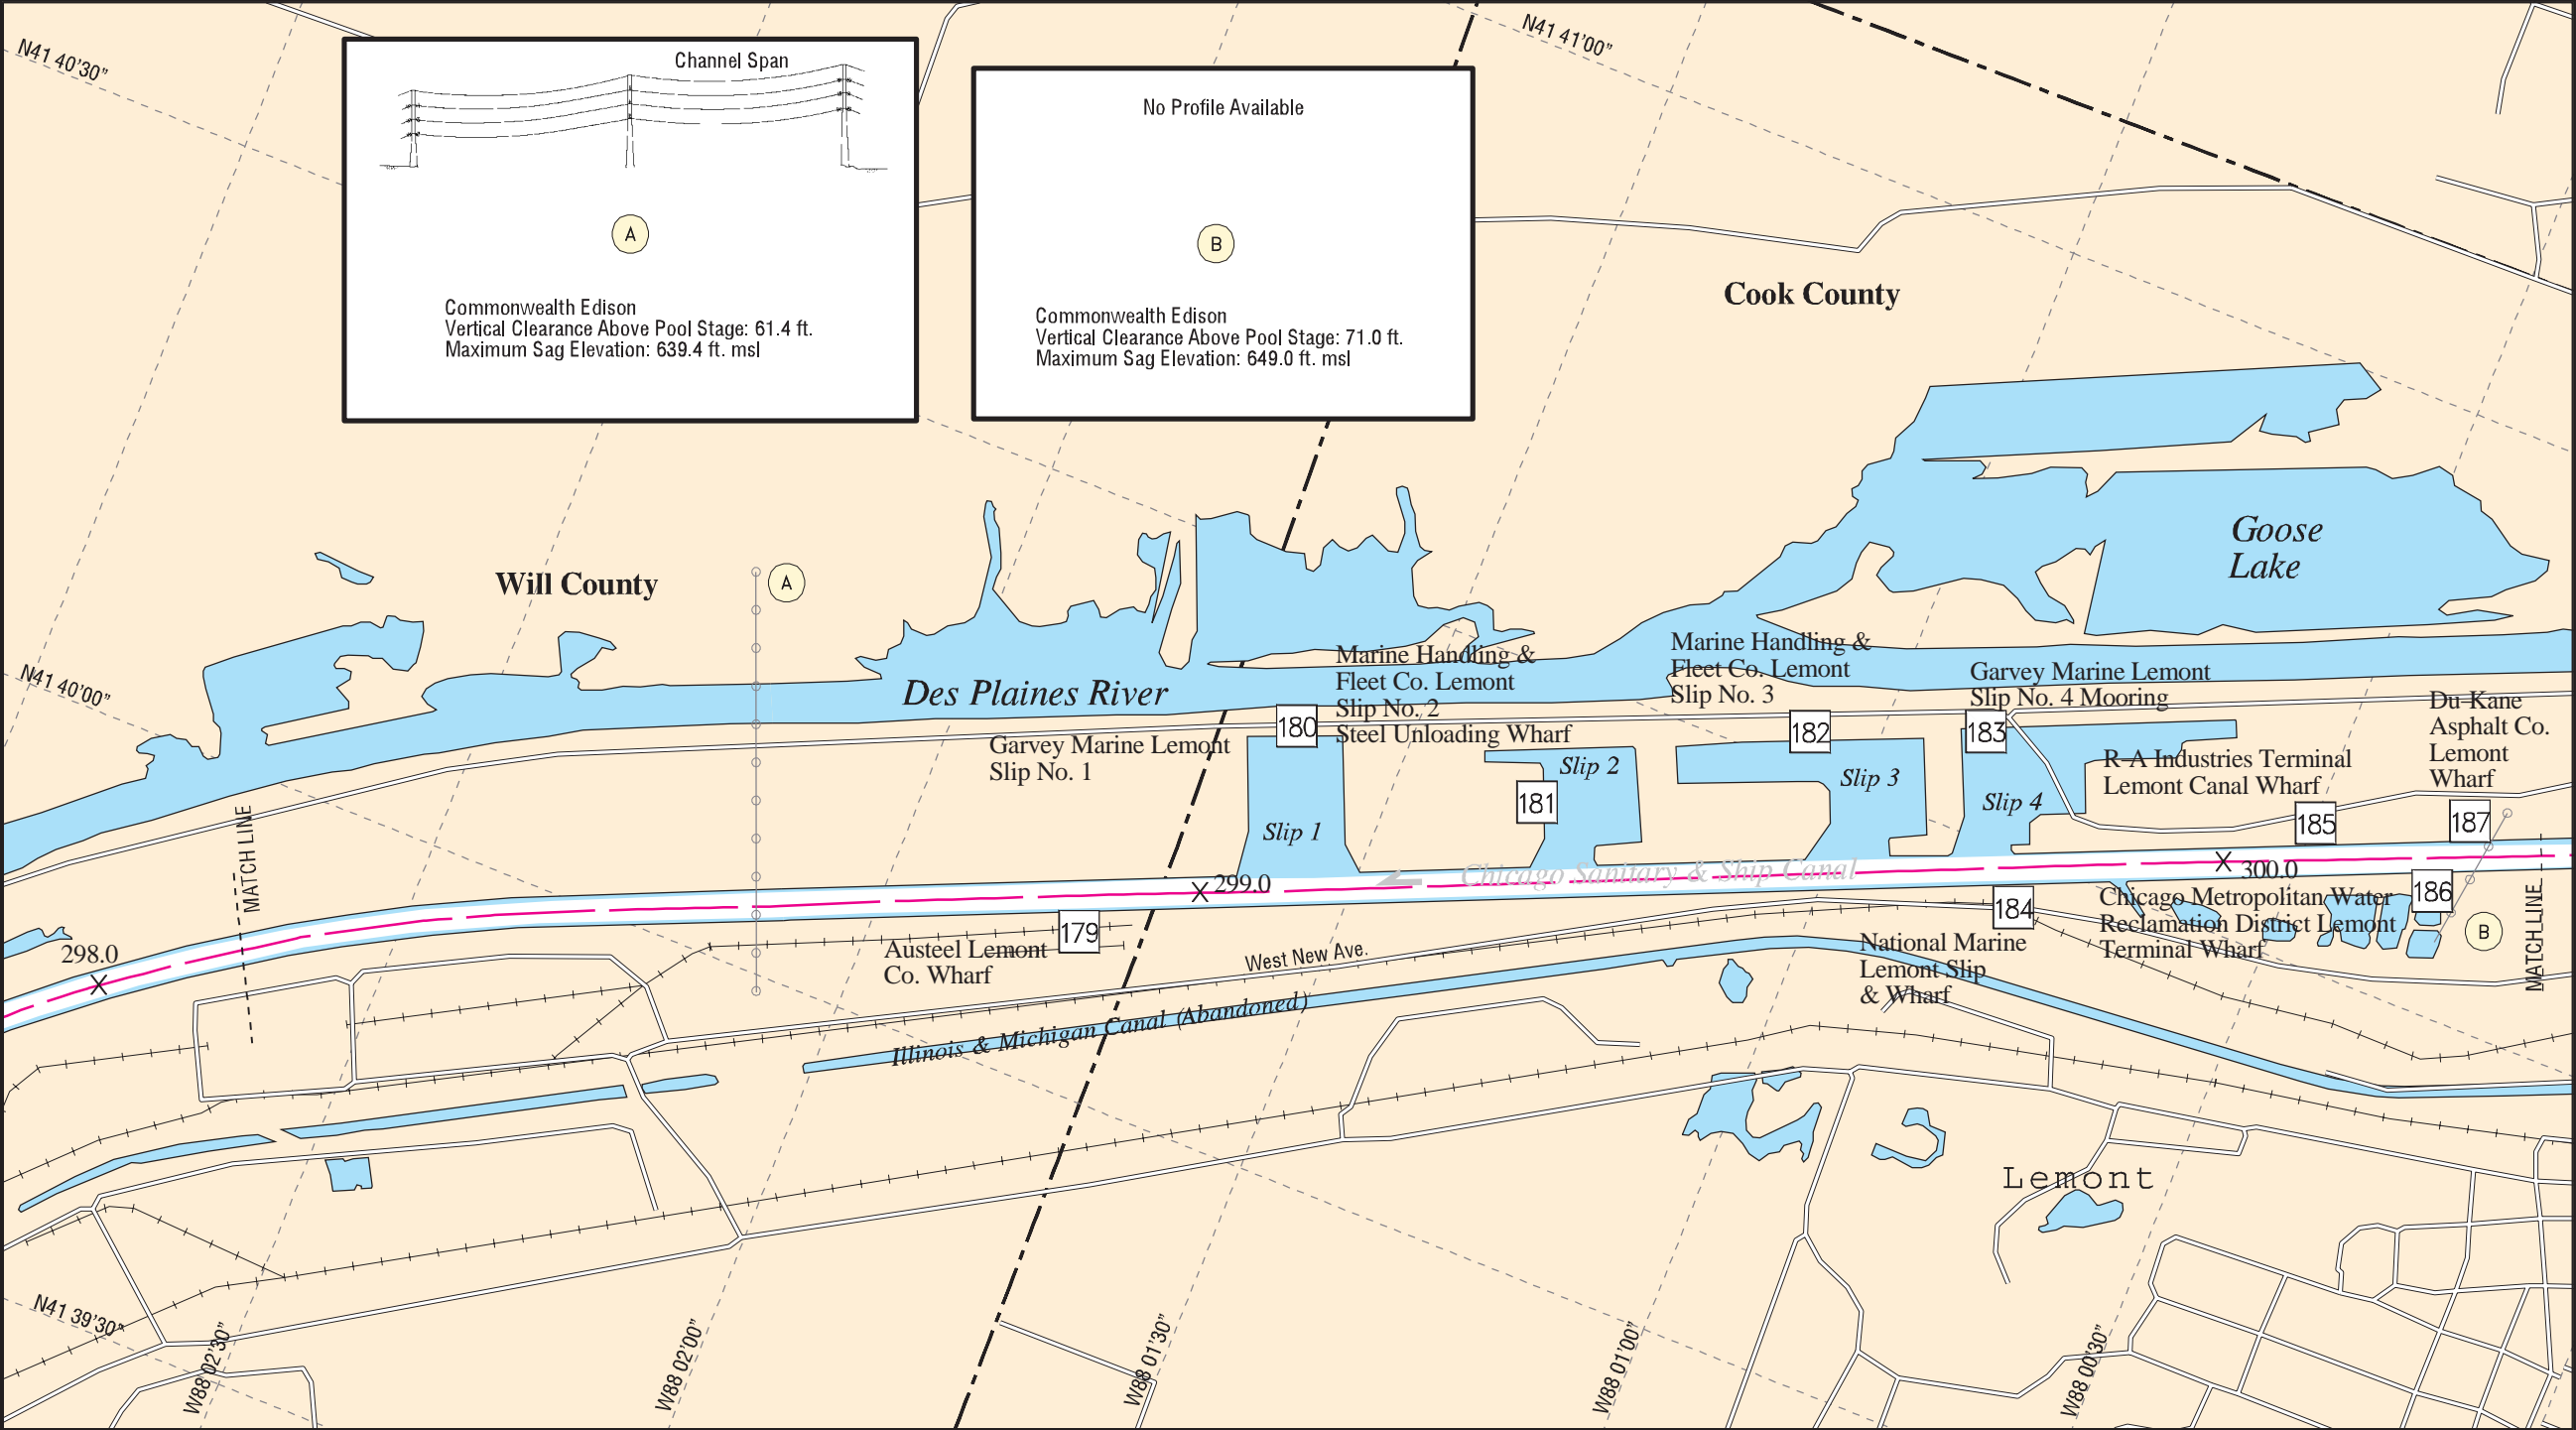 N41 40'30"
N41 41'00"
Channel Span
A
Commonwealth Edison
Vertical Clearance Above Pool Stage: 61.4 ft.
Maximum Sag Elevation: 639.4 ft. msl
No Profile Available
B
Commonwealth Edison
Vertical Clearance Above Pool Stage: 71.0 ft.
Maximum Sag Elevation: 649.0 ft. msl
Cook County
Goose
Lake
Will County
A
N41 40'00"
Des Plaines River
Marine Handling &
Fleet Co. Lemont
Slip No. 2
Steel Unloading Wharf
Marine Handling &
Fleet Co. Lemont
Slip No. 3
Garvey Marine Lemont
Slip No. 4 Mooring
Du-Kane
Asphalt Co.
Lemont
Wharf
Garvey Marine Lemont
Slip No. 1
180
182
183
R-A Industries Terminal
Lemont Canal Wharf
Slip 2
Slip 3
181
Slip 4
Slip 1
185
187
MATCH LINE
Chicago Sanitary & Ship Canal
299.0
300.0
186
184
Chicago Metropolitan Water
Reclamation District Lemont
Terminal Wharf
B
MATCH LINE
298.0
179
Austeel Lemont
Co. Wharf
West New Ave.
National Marine
Lemont Slip
& Wharf
Illinois & Michigan Canal (Abandoned)
Lemont
N41 39'30"
W88 02'30"
W88 02'00"
W88 01'30"
W88 01'00"
W88 00'30"